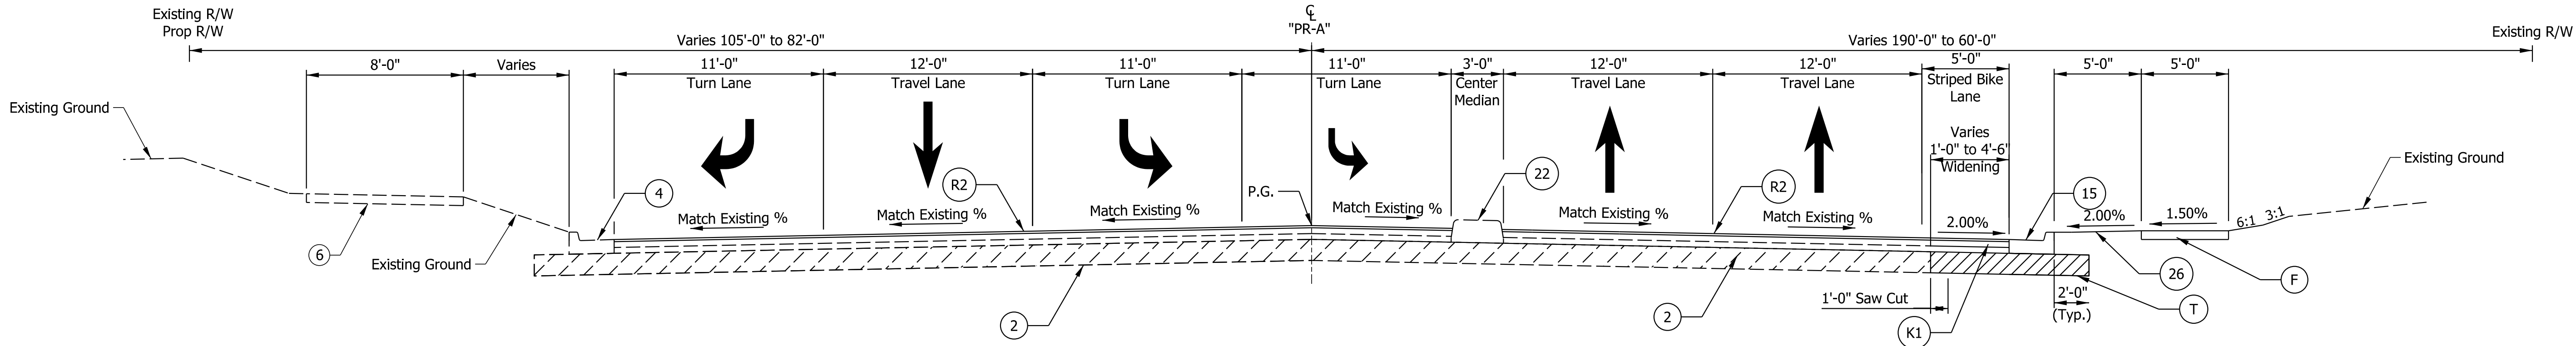 Existing R/W
Prop R/W
℄
"PR-A"
Existing R/W
Varies 105'-0" to 82'-0"
Varies 190'-0" to 60'-0"
8'-0"
Varies
11'-0"
Turn Lane
12'-0"
Travel Lane
11'-0"
Turn Lane
11'-0"
Turn Lane
3'-0"
Center
Median
12'-0"
Travel Lane
12'-0"
Travel Lane
5'-0"
Striped Bike
Lane
5'-0"
5'-0"
Varies
1'-0" to 4'-6"
Widening
Existing Ground
Existing Ground
4
R2
P.G.
22
R2
15
Match Existing %
Match Existing %
Match Existing %
Match Existing %
Match Existing %
Match Existing %
2.00%
2.00%
1.50%
6:1
3:1
6
Existing Ground
2
2
1'-0" Saw Cut
K1
2'-0"
(Typ.)
26
F
T